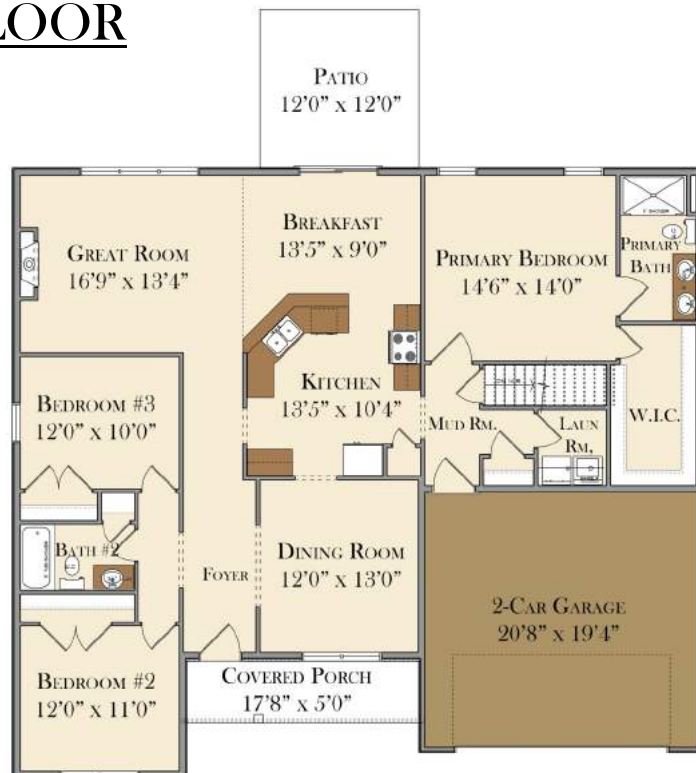 LOOR
PATIO
12'0" x 12'0"
BREAKFAST
13'5" x 9'0"
GREAT ROOM
16'9" x 13'4"
PRIMARY BEDROOM
14'6" x 14'0"
PRIMARY
BATH
KITCHEN
13'5" x 10'4"
BEDROOM #3
12'0" x 10'0"
MUD RM.
LAUN
RM,
W.I.C.
BATH #2
FOYER
DINING ROOM
12'0" x 13'0"
2-CAR GARAGE
20'8" x 19'4"
BEDROOM #2
12'0" x 11'0"
COVERED PORCH
17'8" x 5'0"